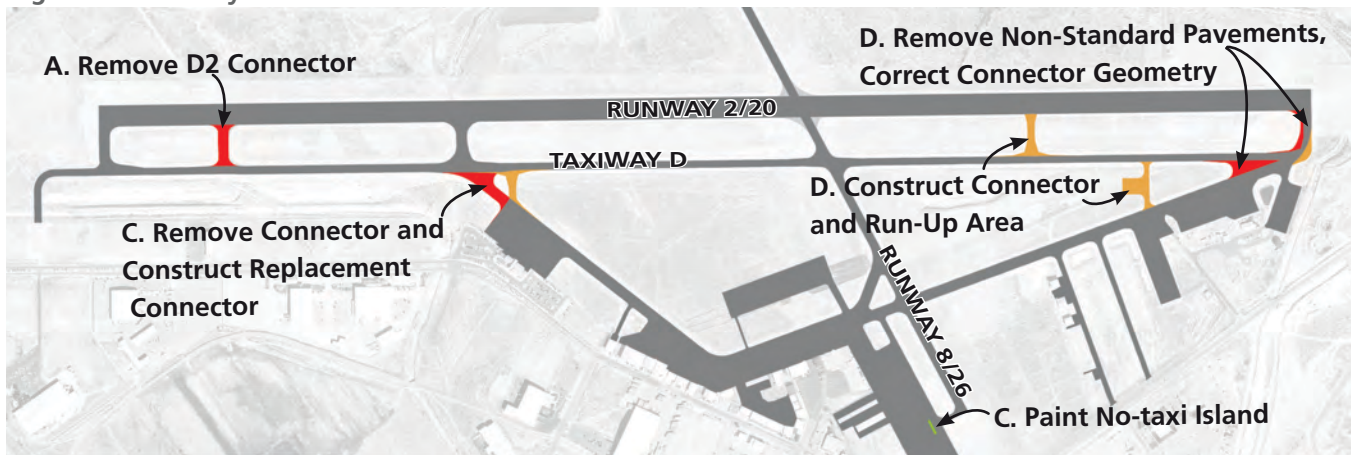 A. Remove D2 Connector
D. Remove Non-Standard Pavements,
Correct Connector Geometry
RUNWAY 2/20
TAXIWAY D
D. Construct Connector
and Run-Up Area
C. Remove Connector and
Construct Replacement
Connector
RUNWAY 8/26
C. Paint No-taxi Island